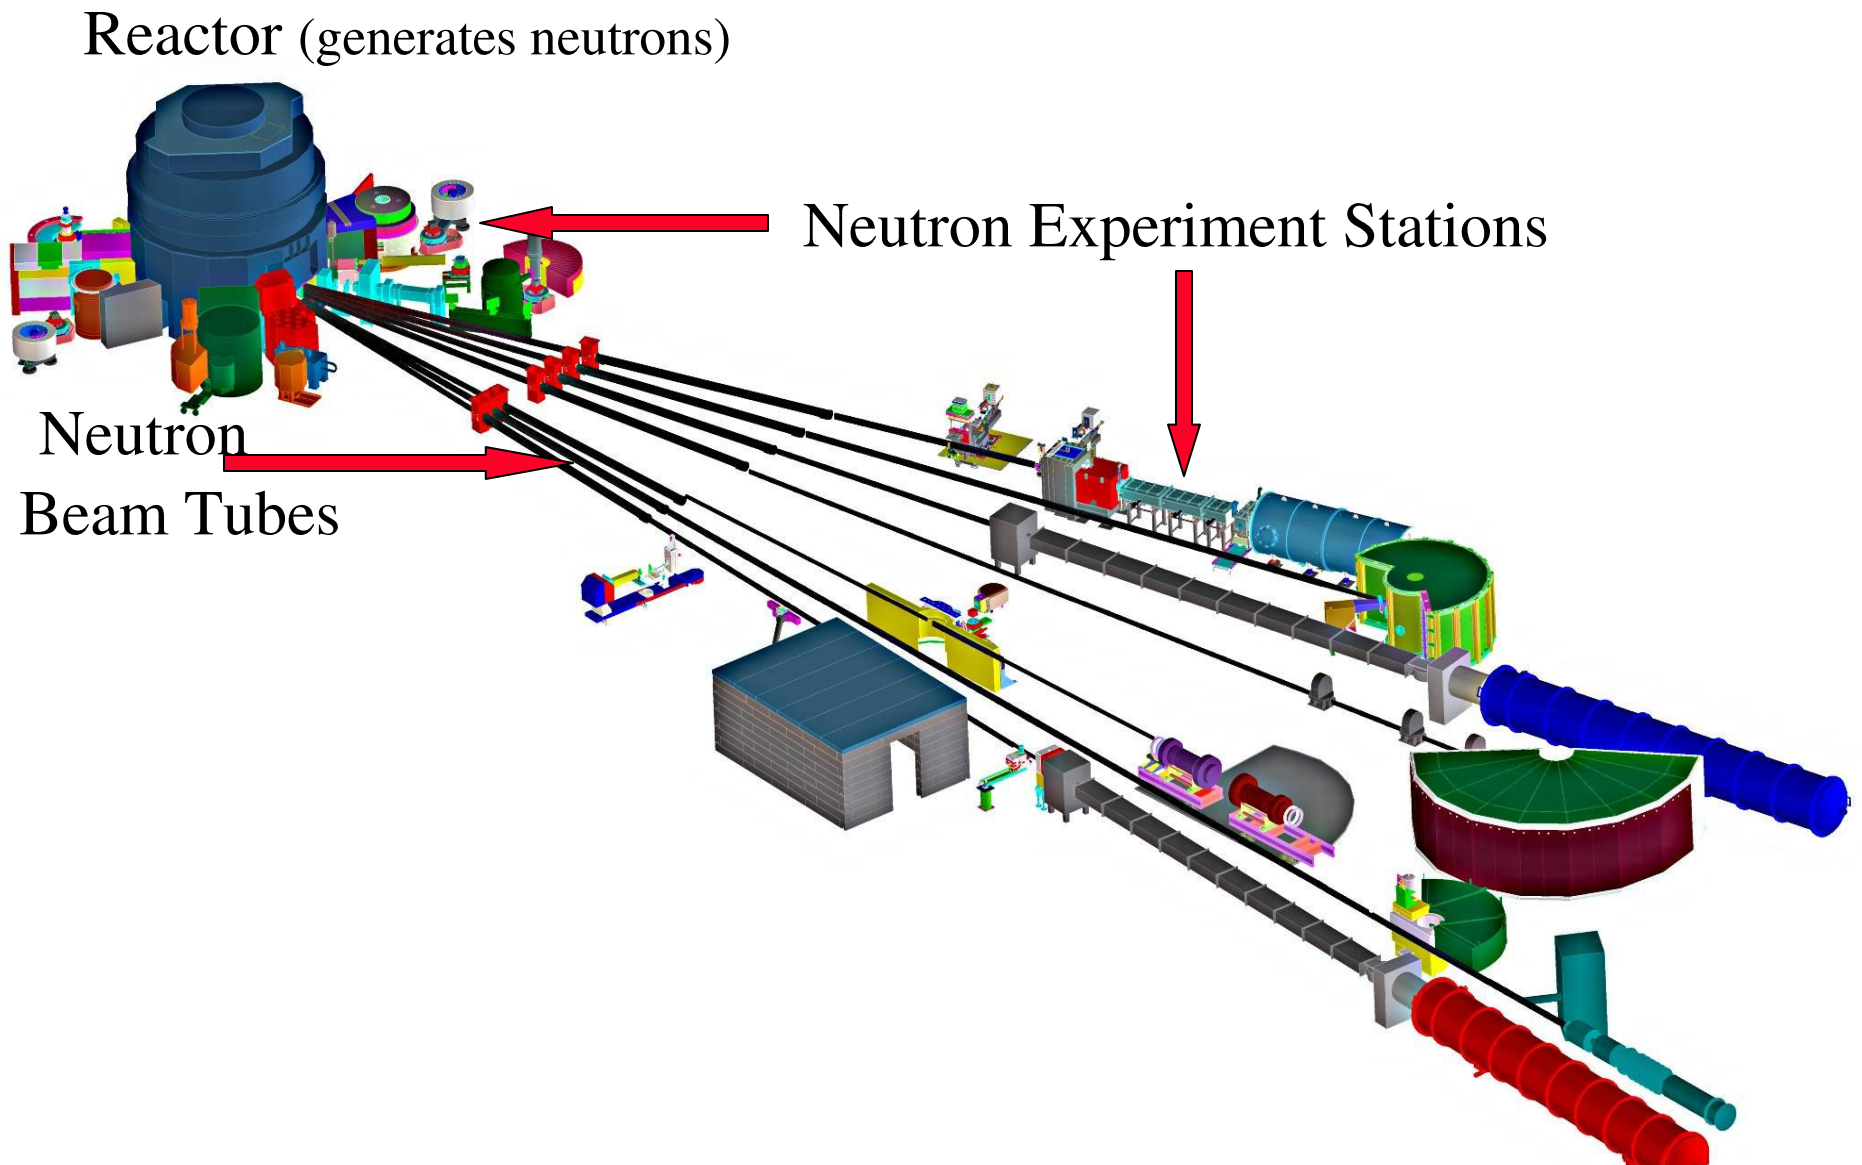 Reactor (generates neutrons)
Neutron Experiment Stations
Neutron
Beam Tubes